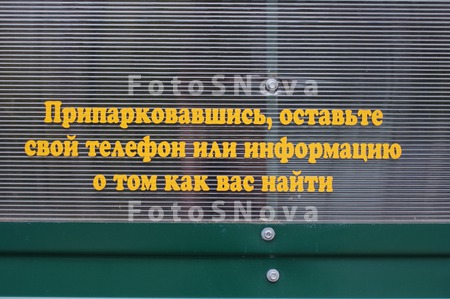 FotoSNova
Припарковавшись, оставьте
свой телефон или информацию
о том как вас найти
FotoSNova